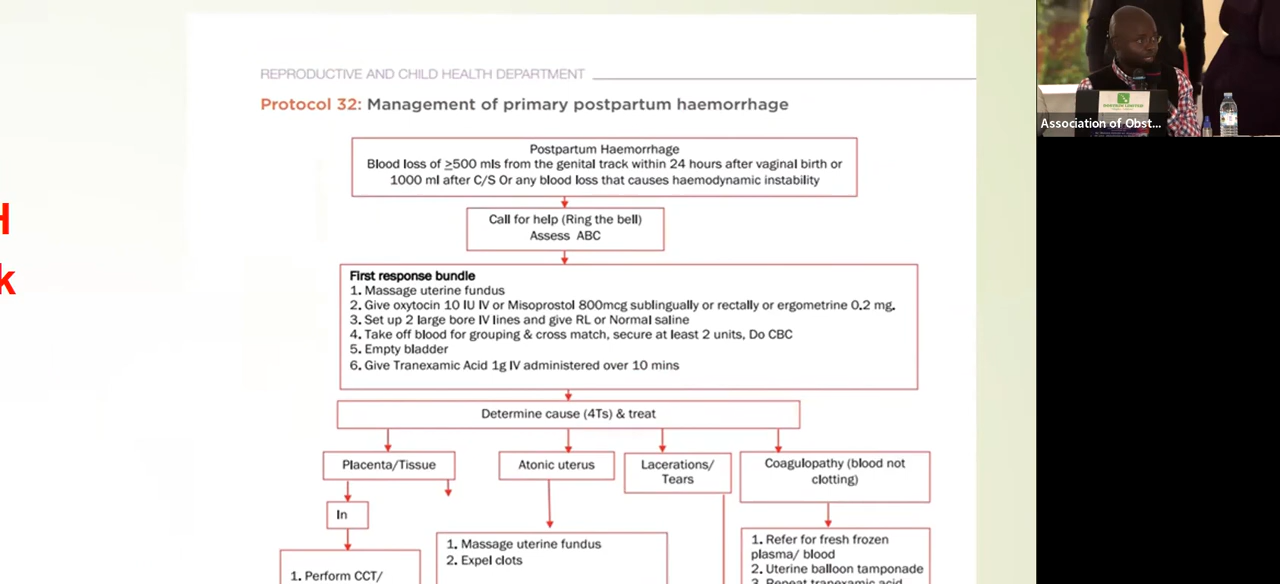 REPRODUCTIVE AND CHILD HEALTH DEPARTMENT
Protocol 32: Management of primary postpartum haemorrhage
Postpartum Haemorrhage
Blood loss of ≥500 mls from the genital track within 24 hours after vaginal birth or
1000 ml after C/S Or any blood loss that causes haemodynamic instability
Call for help (Ring the bell)
Assess ABC
First response bundle
1. Massage uterine fundus
2. Give oxytocin 10 IU IV or Misoprostol 800mcg sublingually or rectally or ergometrine 0.2 mg.
3. Set up 2 large bore IV lines and give RL or Normal saline
4. Take off blood for grouping & cross match, secure at least 2 units, Do CBC
5. Empty bladder
6. Give Tranexamic Acid 1g IV administered over 10 mins
Determine cause (4Ts) & treat
Placenta/Tissue
Atonic uterus
Lacerations/
Tears
Coagulopathy (blood not
clotting)
In
1. Perform CCT/
1. Massage uterine fundus
2. Expel clots
1. Refer for fresh frozen
plasma/ blood
2. Uterine balloon tamponade
3. Repeat tranexamic acid
H
k
Association of Obst...